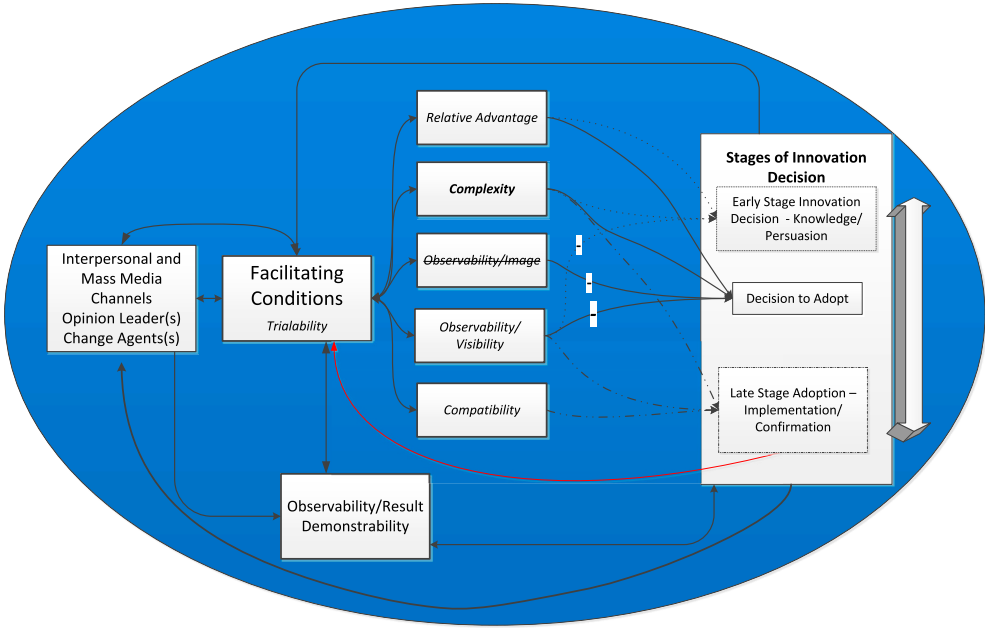 Relative Advantage
Complexity
Observability/Image
Observability/
Visibility
Compatibility
-
-
-
Stages of Innovation
Decision
Early Stage Innovation
Decision  - Knowledge/
Persuasion
Decision to Adopt
Late Stage Adoption –
Implementation/
Confirmation
Interpersonal and
Mass Media
Channels
Opinion Leader(s)
Change Agents(s)
Facilitating
Conditions
Trialability
Observability/Result
Demonstrability